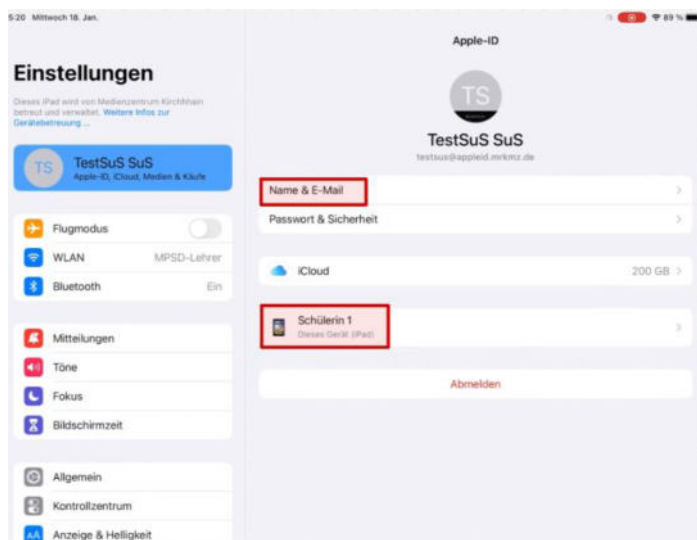 5:20 Mittwoch 18. Jan.
89 %
Einstellungen
Dieses iPad wird von Medienzentrum Kirchhain
betreut und verwaltet. Weitere Infos zur
Gerätebetreuung ...
TS
TestSuS SuS
Apple-ID, iCloud, Medien & Käufe
Flugmodus
WLAN MPSD-Lehrer
Bluetooth Ein
Mitteilungen
Töne
Fokus
Bildschirmzeit
Allgemein
Kontrollzentrum
AA Anzeige & Helligkeit
Apple-ID
TS
TestSuS SuS
testsus@appleid.mrkmz.de
Name & E-Mail
Passwort & Sicherheit
iCloud 200 GB
Schülerin 1
Dieses Gerät (iPad)
Abmelden